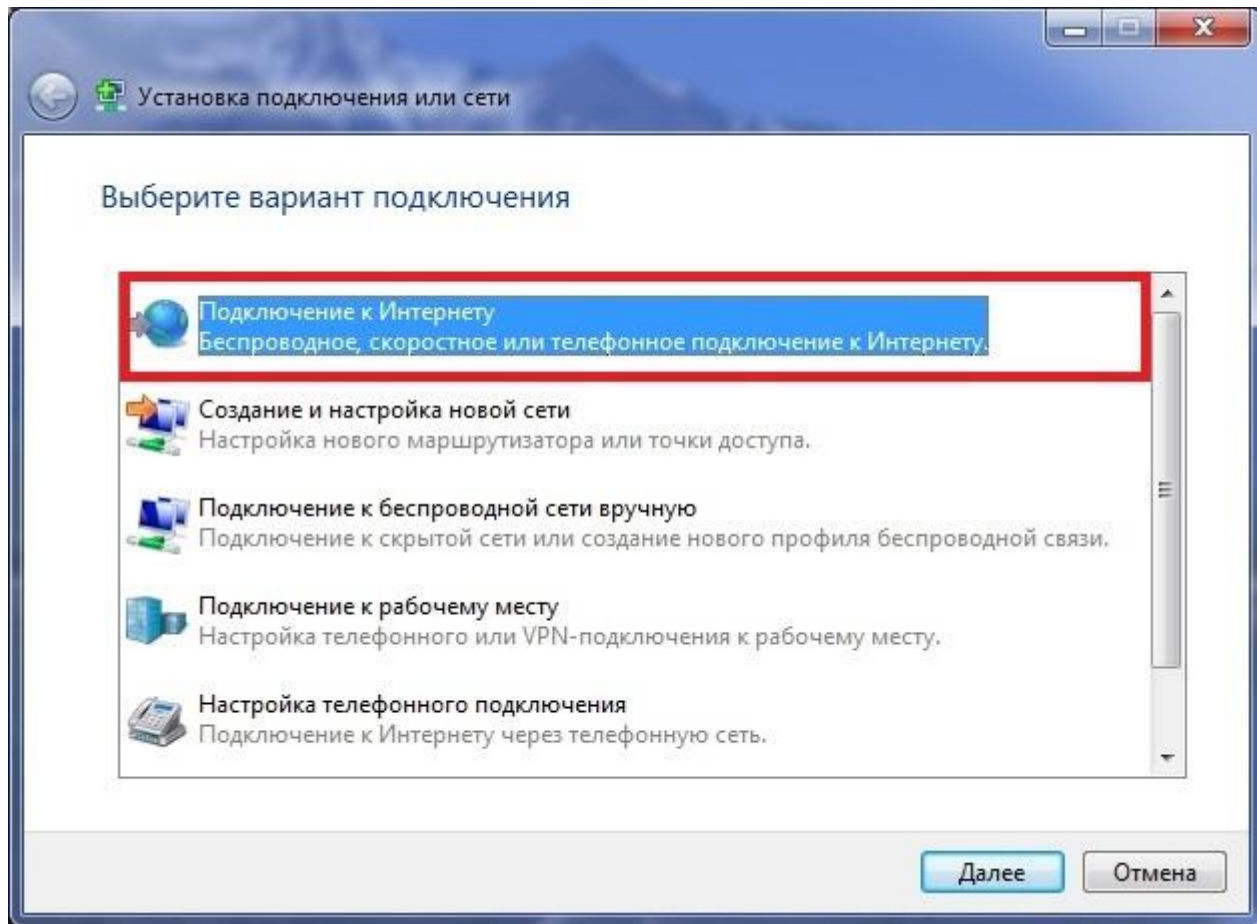 Установка подключения или сети
Выберите вариант подключения
Подключение к Интернету
Беспроводное, скоростное или телефонное подключение к Интернету.
Создание и настройка новой сети
Настройка нового маршрутизатора или точки доступа.
Подключение к беспроводной сети вручную
Подключение к скрытой сети или создание нового профиля беспроводной связи.
Подключение к рабочему месту
Настройка телефонного или VPN-подключения к рабочему месту.
Настройка телефонного подключения
Подключение к Интернету через телефонную сеть.
Далее
Отмена